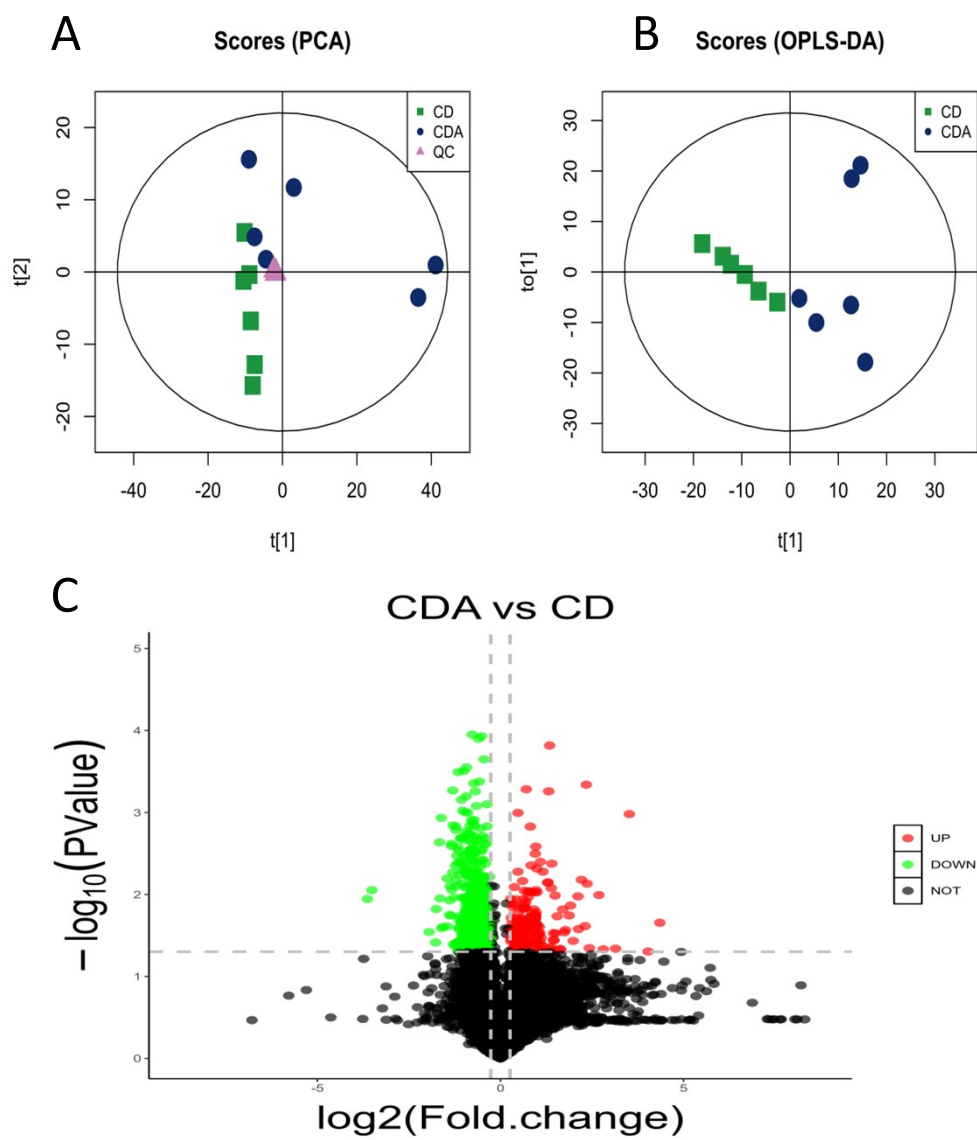 A
Scores (PCA)
t[2]
20
10
0
-10
-20
-40
-20
0
20
40
t[1]
CD
CDA
QC
B
Scores (OPLS-DA)
to[1]
30
20
10
0
-10
-20
-30
-30
-20
-10
0
10
20
30
t[1]
CD
CDA
C
CDA vs CD
−log10(PValue)
5
4
3
2
1
0
-5
0
5
log2(Fold.change)
UP
DOWN
NOT